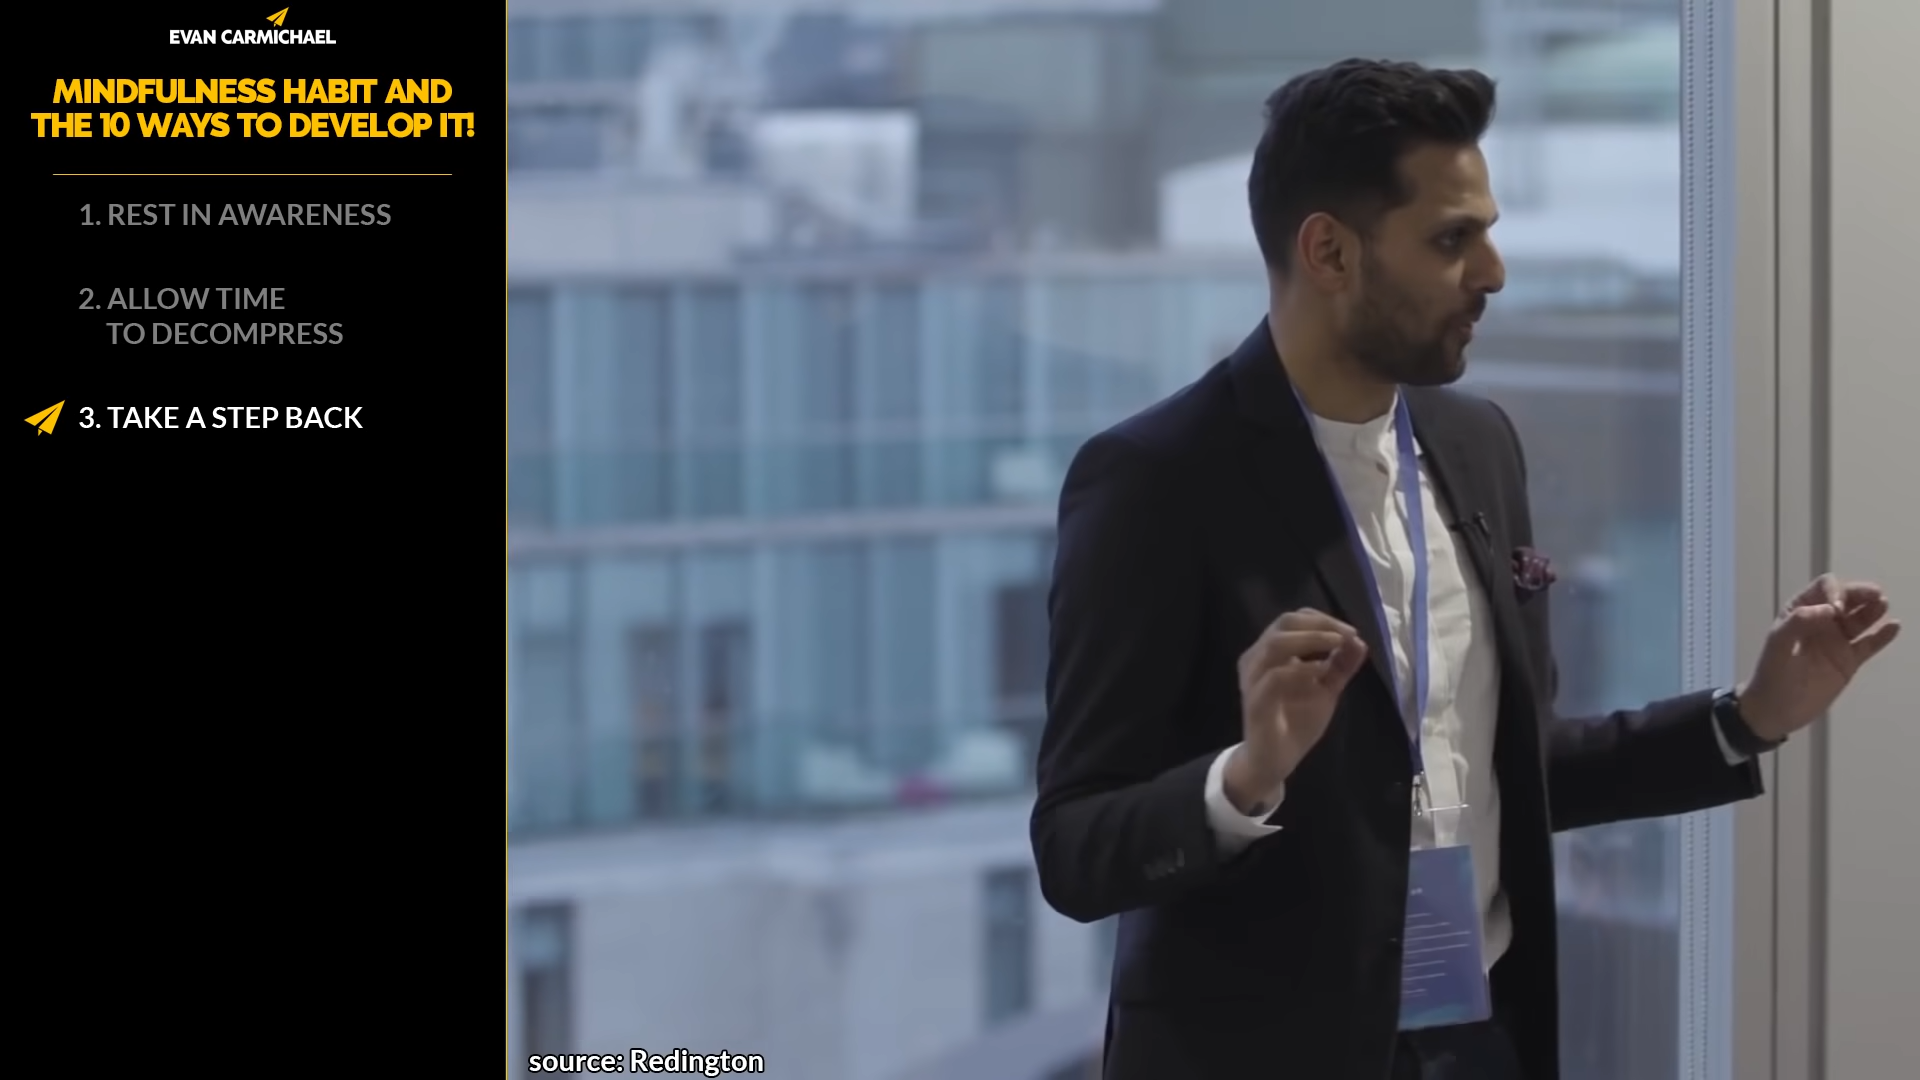 EVAN CARMICHAEL
MINDFULNESS HABIT AND
THE 10 WAYS TO DEVELOP IT!
1. REST IN AWARENESS
2. ALLOW TIME
TO DECOMPRESS
3. TAKE A STEP BACK
source: Redington